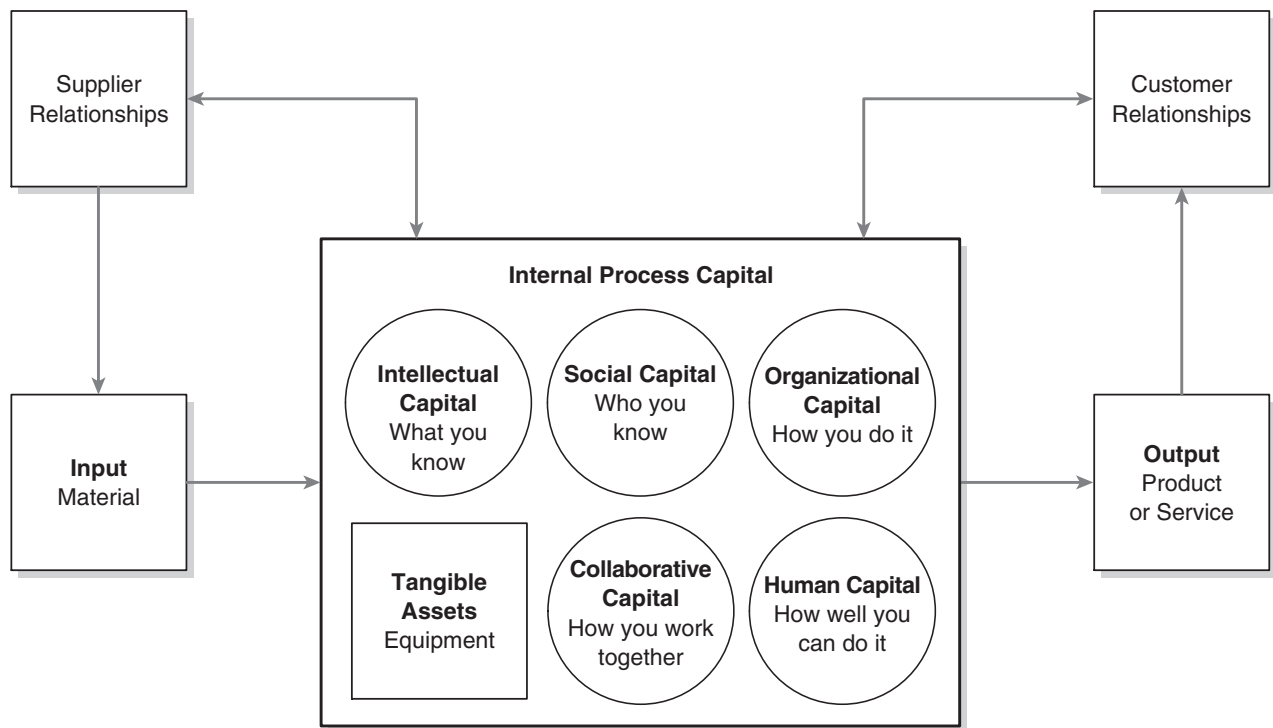 Supplier
Relationships
Customer
Relationships
Internal Process Capital
Intellectual
Capital
What you
know
Social Capital
Who you
know
Organizational
Capital
How you do it
Input
Material
Output
Product
or Service
Tangible
Assets
Equipment
Collaborative
Capital
How you work
together
Human Capital
How well you
can do it